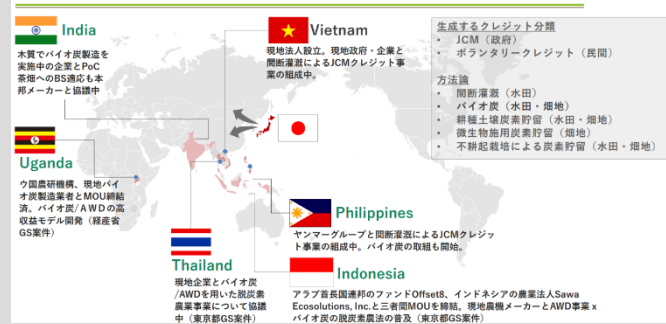 India
木質でバイオ炭製造を
実施中の企業とPoC
茶畑へのBS適応も本
邦メーカーと協議中
Vietnam
現地法人設立。現地政府・企業と
間断灌漑によるJCMクレジット事
業の組成中。
生成するクレジット分類
• JCM（政府）
• ボランタリークレジット（民間）
方法論
• 間断灌漑（水田）
• バイオ炭（水田・畑地）
• 耕種土壌炭素貯留（水田・畑地）
• 微生物施用炭素貯留（畑地）
• 不耕起栽培による炭素貯留（水田・畑地）
Uganda
ウ国農研機構、現地バイ
オ炭製造業者とMOU締結
済。バイオ炭/AWDの高
収益モデル開発（経産省
GS案件）
Thailand
現地企業とバイオ炭
/AWDを用いた脱炭素
農業事業について協議
中（東京都GS案件）
Philippines
ヤンマーグループと間断灌漑によるJCMクレジッ
ト事業の組成中。バイオ炭の取組も開始。
Indonesia
アラブ首長国連邦のファンドOffset8、インドネシアの農業法人Sawa
Ecosolutions, Inc.と三者間MOUを締結。現地農機メーカーとAWD事業 x
バイオ炭の脱炭素農法の普及（東京都GS案件）